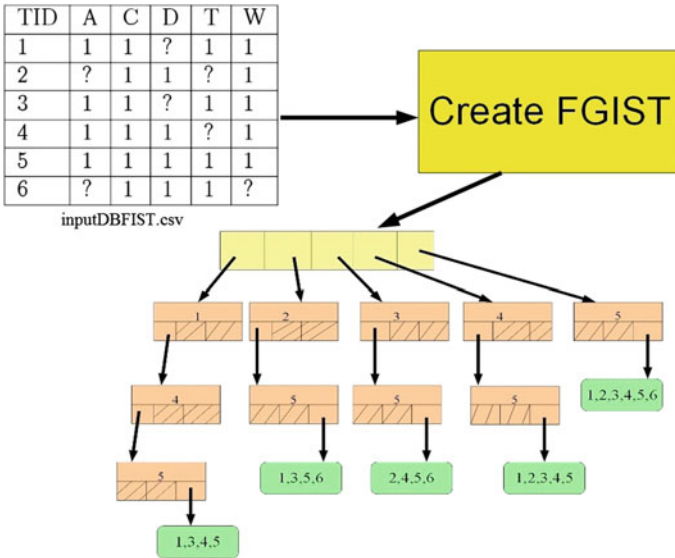 TID A C D T W
1 1 1 ? 1 1
2 ? 1 1 ? 1
3 1 1 ? 1 1
4 1 1 1 ? 1
5 1 1 1 1 1
6 ? 1 1 1 ?
inputDBFIST.csv
Create FGIST
1 2 3 4 5
4 5 5 5 1,2,3,4,5,6
5 1,3,5,6 2,4,5,6 1,2,3,4,5
1,3,4,5